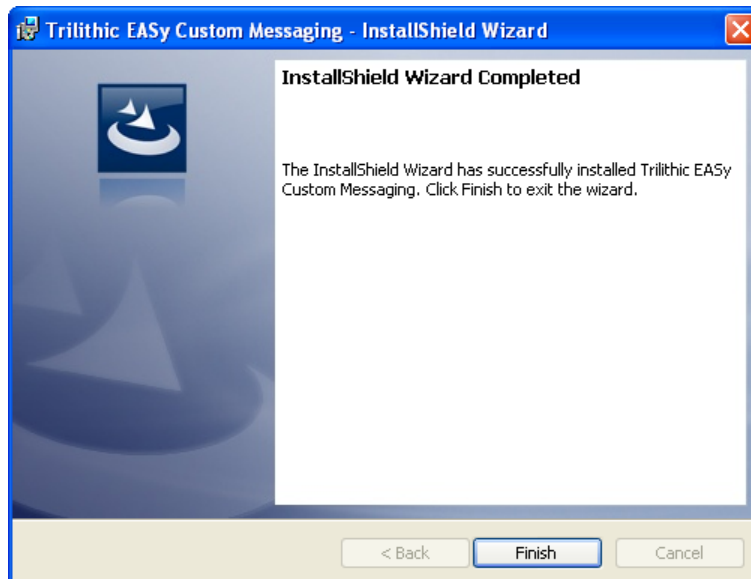 Trilithic EASy Custom Messaging - InstallShield Wizard
InstallShield Wizard Completed
The InstallShield Wizard has successfully installed Trilithic EASy
Custom Messaging. Click Finish to exit the wizard.
< Back
Finish
Cancel